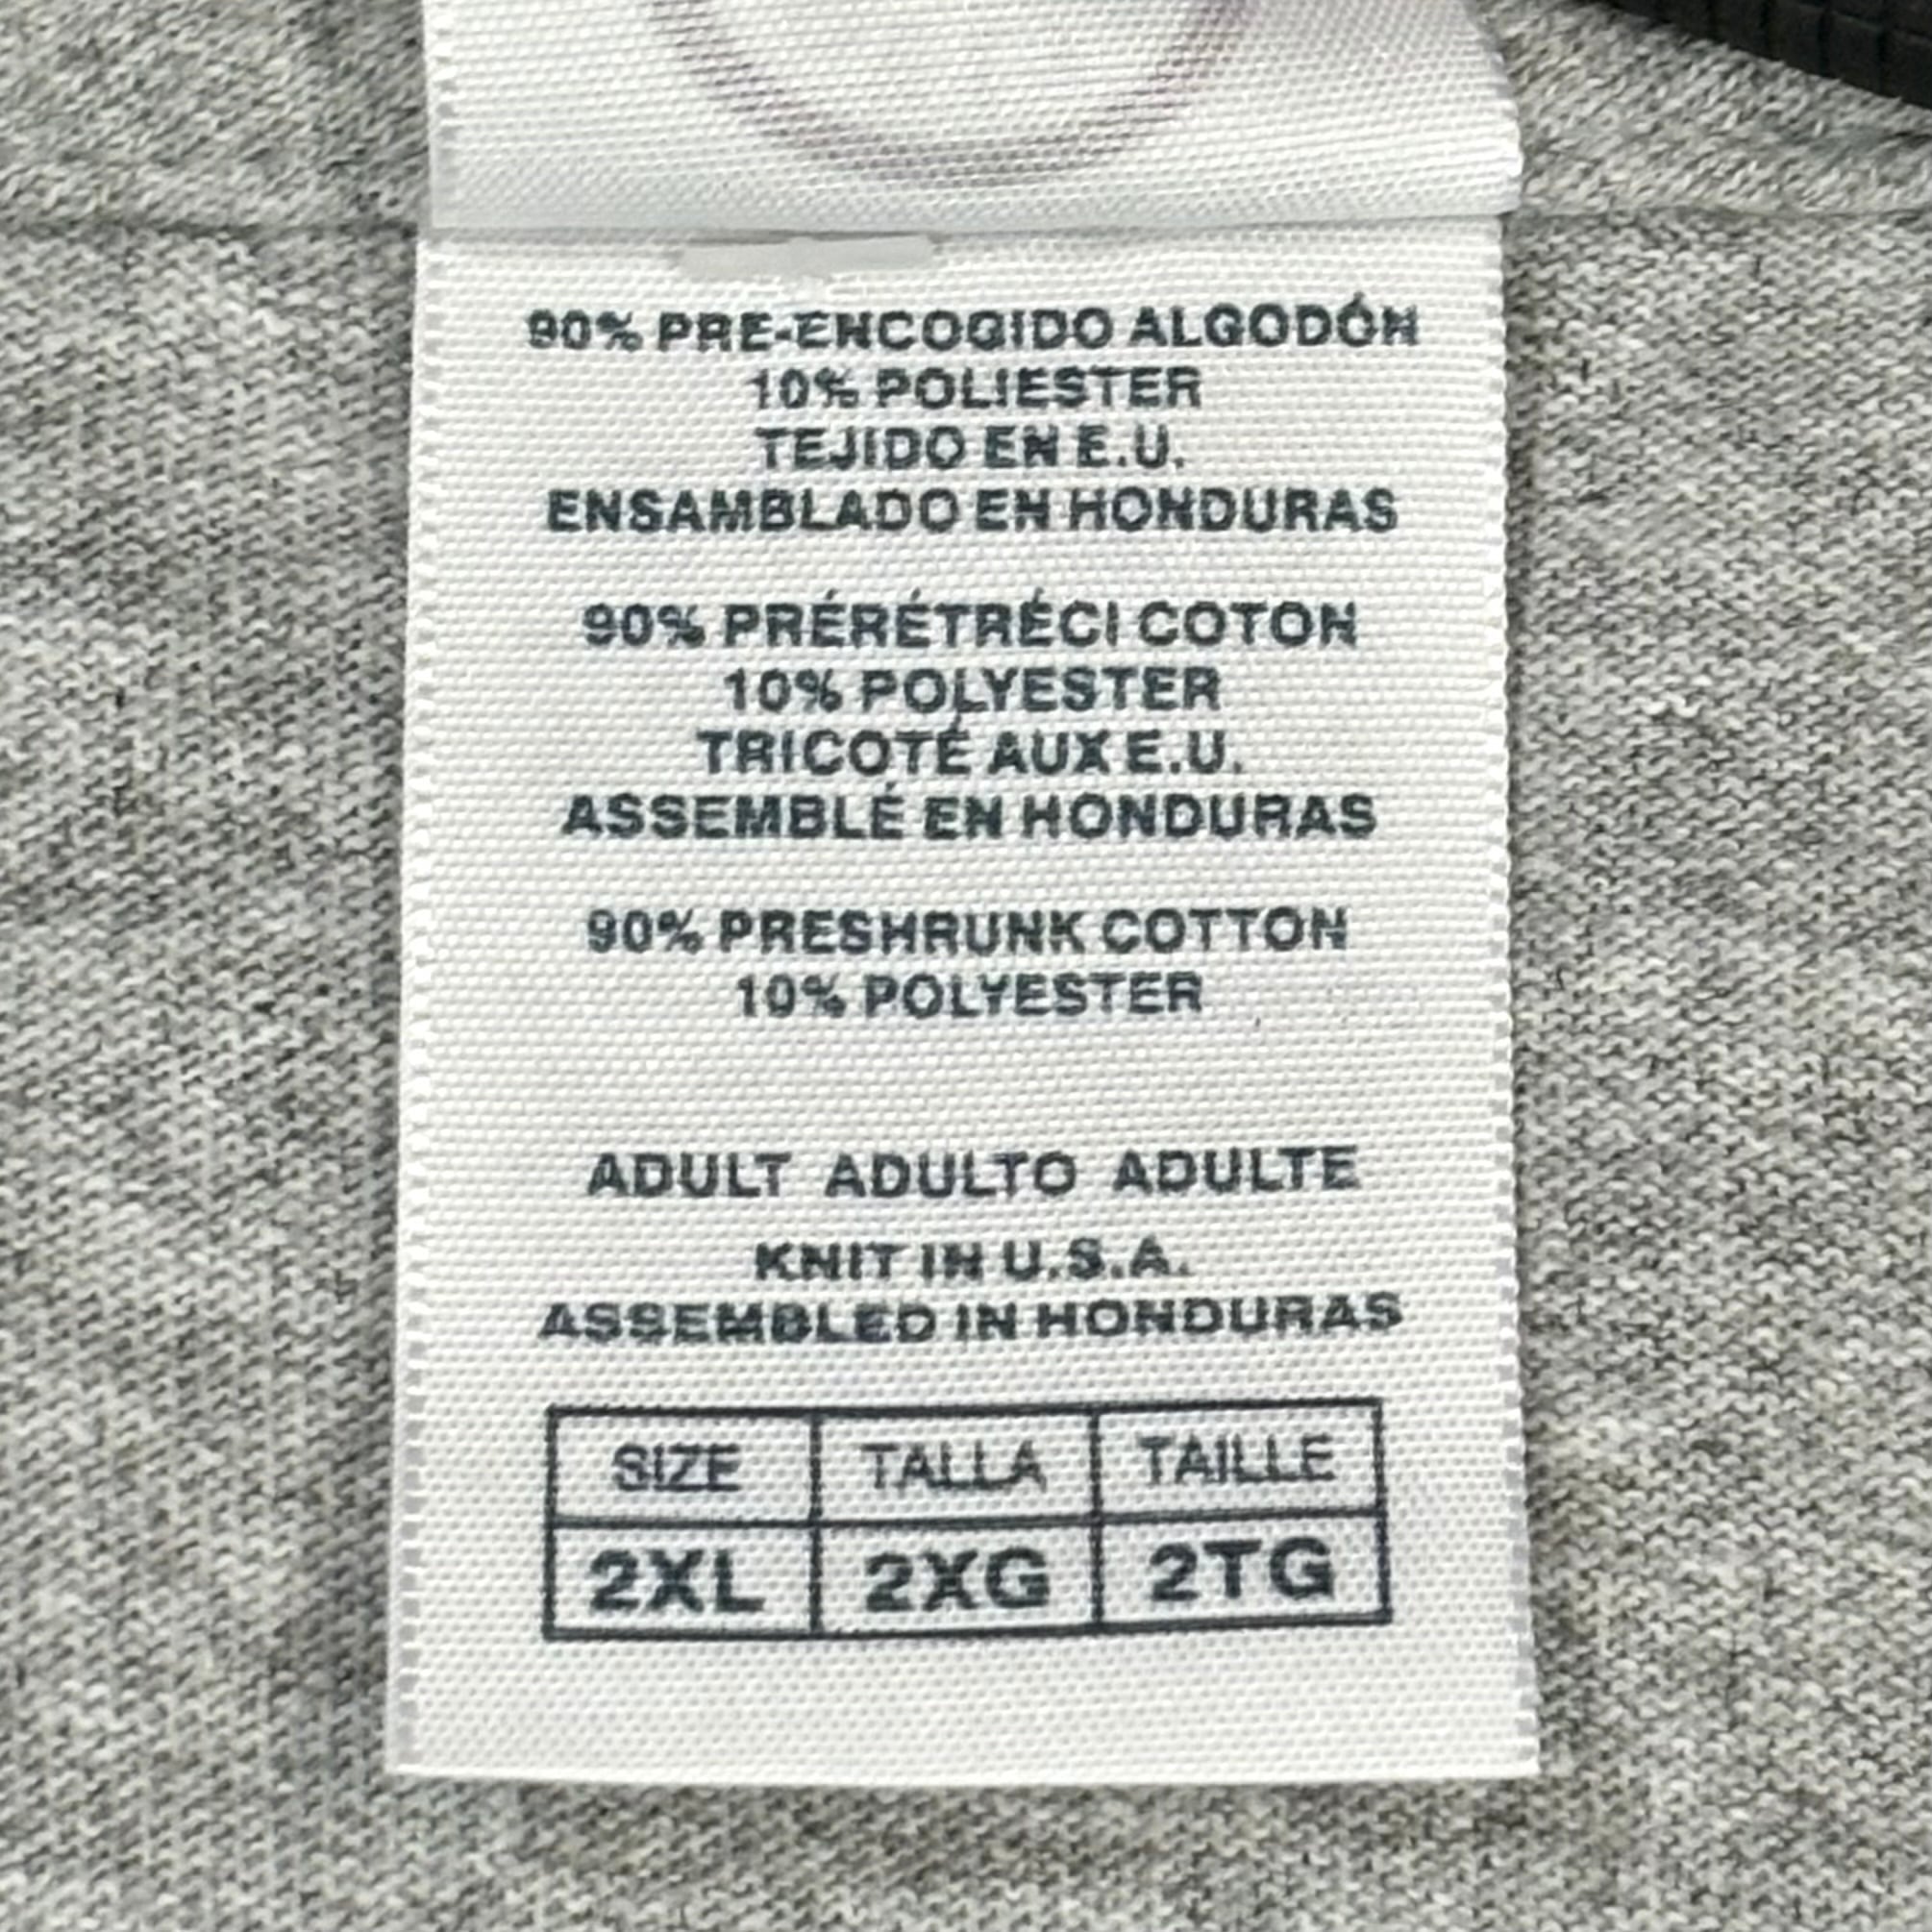 90% PRE-ENCOGIDO ALGODÓN
10% POLIESTER
TEJIDO EN E.U.
ENSAMBLADO EN HONDURAS
90% PRÉRÉTRÉCI COTON
10% POLYESTER
TRICOTÉ AUX E.U.
ASSEMBLÉ EN HONDURAS
90% PRESHRUNK COTTON
10% POLYESTER
ADULT ADULTO ADULTE
KNIT IN U.S.A.
ASSEMBLED IN HONDURAS
SIZE TALLA TAILLE
2XL 2XG 2TG